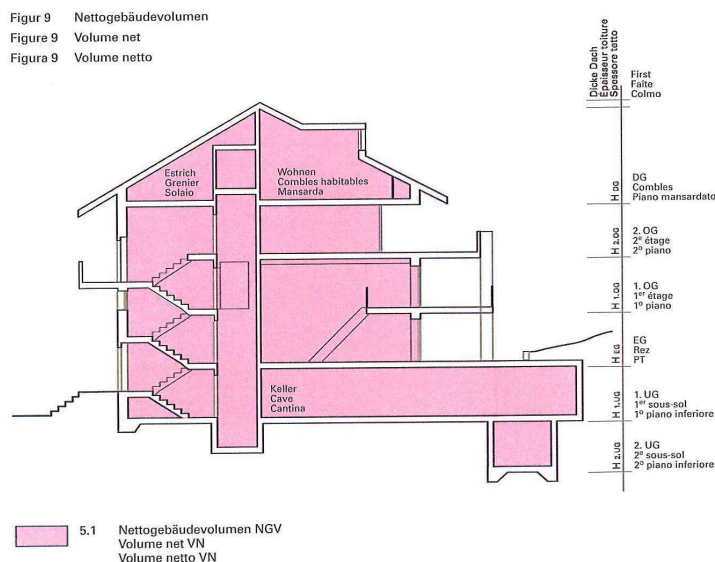 Figur 9 Nettogebäudevolumen
Figure 9 Volume net
Figura 9 Volume netto
Dicke Dach
Epaisseur toiture
Spessore tetto
First
Faîte
Colmo
Estrich
Grenier
Solaio
Wohnen
Combles habitables
Mansarda
H DG
DG
Combles
Piano mansardato
H 2.OG
2. OG
2e étage
2o piano
H 1.OG
1. OG
1er étage
1o piano
H EG
EG
Rez
PT
Keller
Cave
Cantina
H 1.UG
1. UG
1er sous-sol
1o piano inferiore
H 2.UG
2. UG
2e sous-sol
2o piano inferiore
5.1 Nettogebäudevolumen NGV
Volume net VN
Volume netto VN